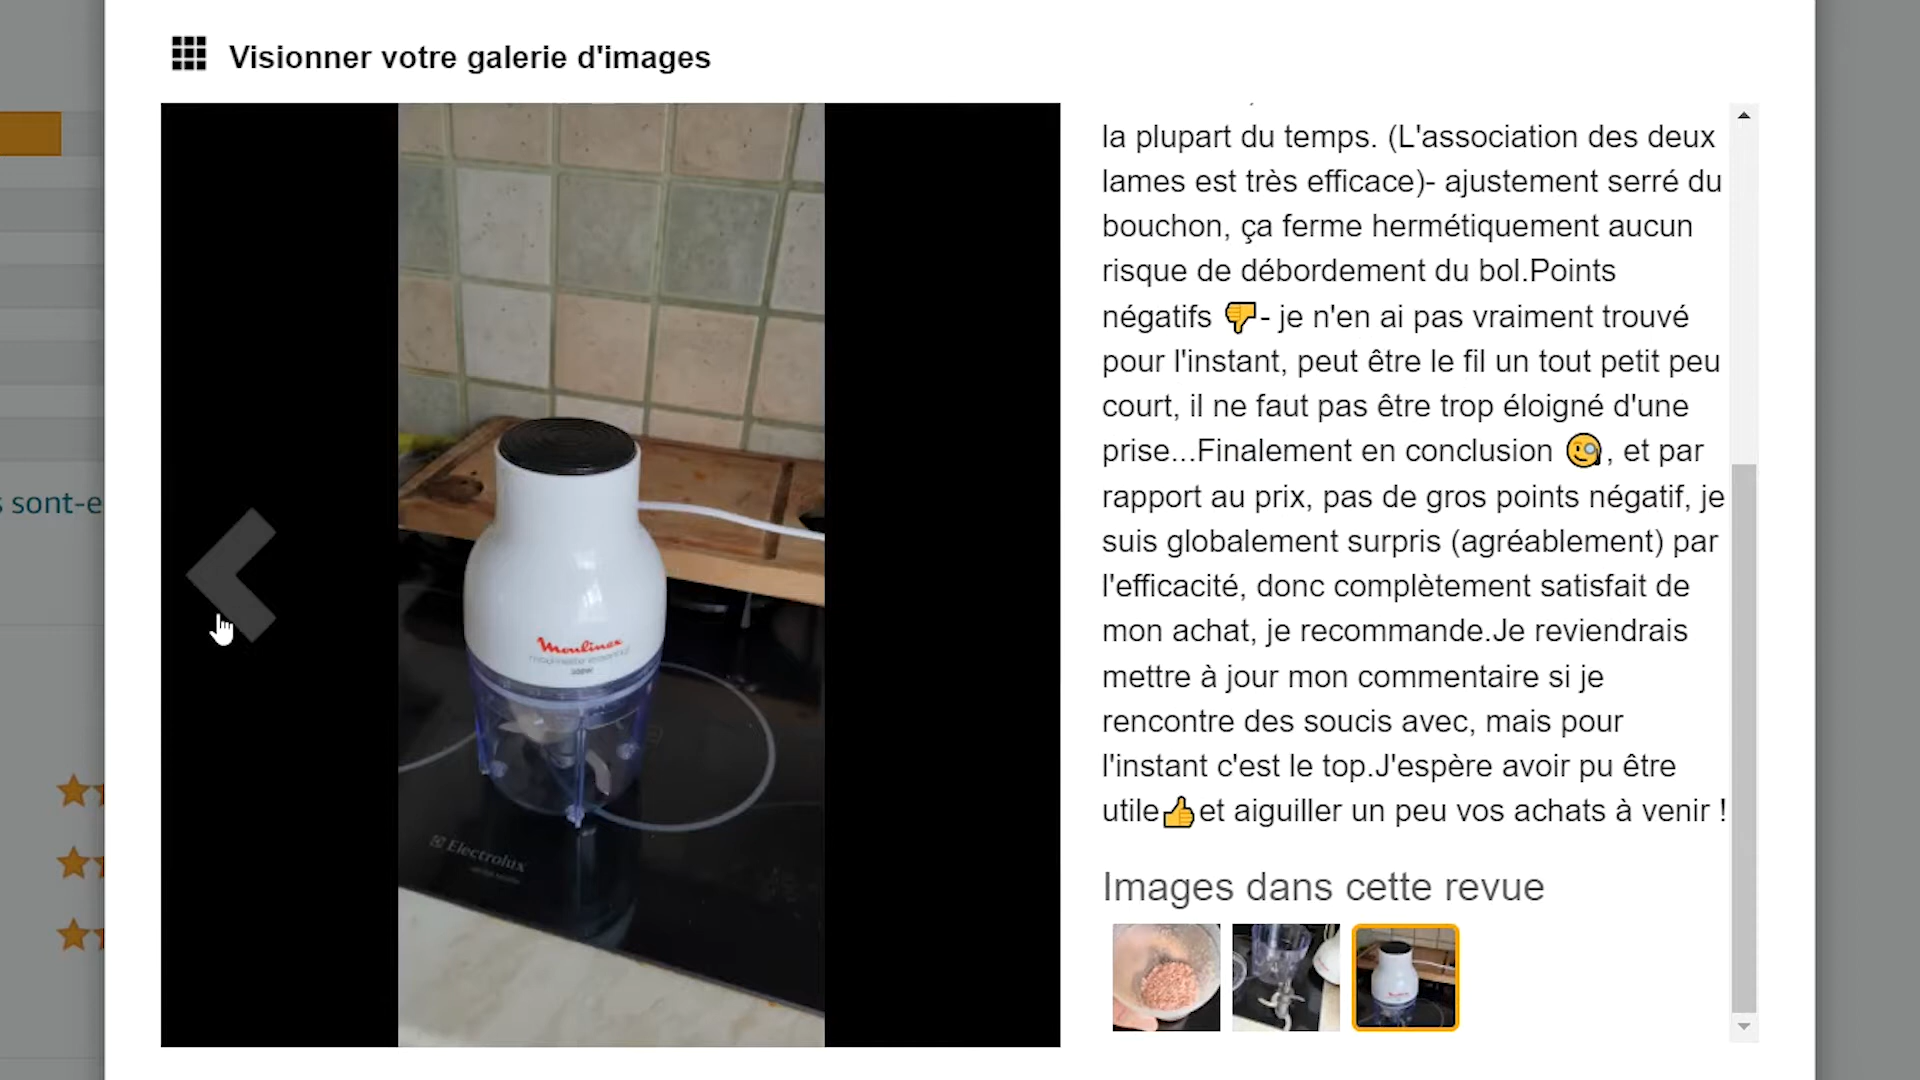 Visionner votre galerie d'images
la plupart du temps. (L'association des deux
lames est très efficace)- ajustement serré du
bouchon, ça ferme hermétiquement aucun
risque de débordement du bol.Points
négatifs 👎- je n'en ai pas vraiment trouvé
pour l'instant, peut être le fil un tout petit peu
court, il ne faut pas être trop éloigné d'une
prise...Finalement en conclusion 🧐, et par
rapport au prix, pas de gros points négatif, je
suis globalement surpris (agréablement) par
l'efficacité, donc complètement satisfait de
mon achat, je recommande.Je reviendrais
mettre à jour mon commentaire si je
rencontre des soucis avec, mais pour
l'instant c'est le top.J'espère avoir pu être
utile👍et aiguiller un peu vos achats à venir !
Images dans cette revue
s sont-e
Moulinex
Electrolux